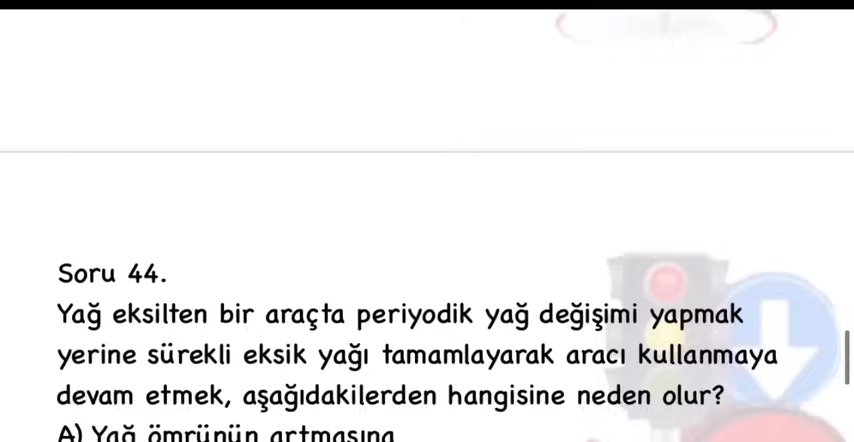 Soru 44.
Yağ eksilten bir araçta periyodik yağ değişimi yapmak
yerine sürekli eksik yağı tamamlayarak aracı kullanmaya
devam etmek, aşağıdakilerden hangisine neden olur?
A) Yağ ömrünün artmasına